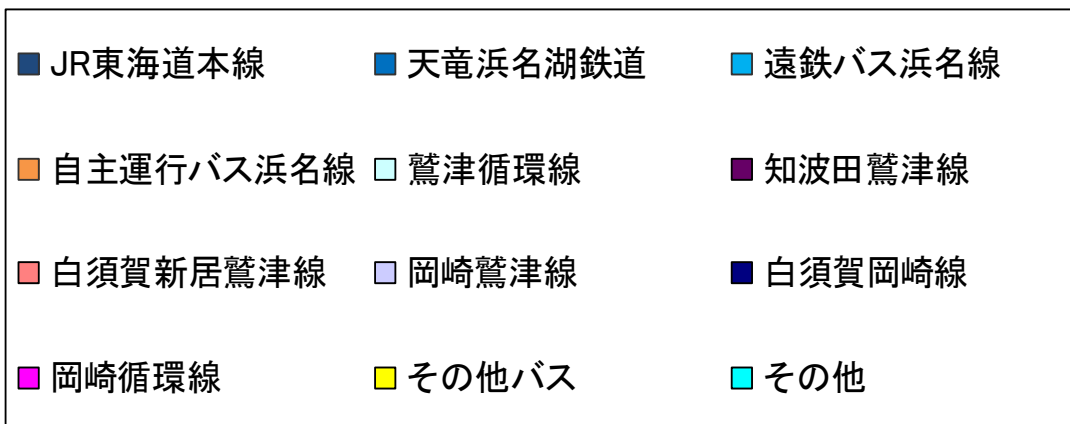 JR東海道本線 天竜浜名湖鉄道 遠鉄バス浜名線
自主運行バス浜名線 鷲津循環線 知波田鷲津線
白須賀新居鷲津線 岡崎鷲津線 白須賀岡崎線
岡崎循環線 その他バス その他